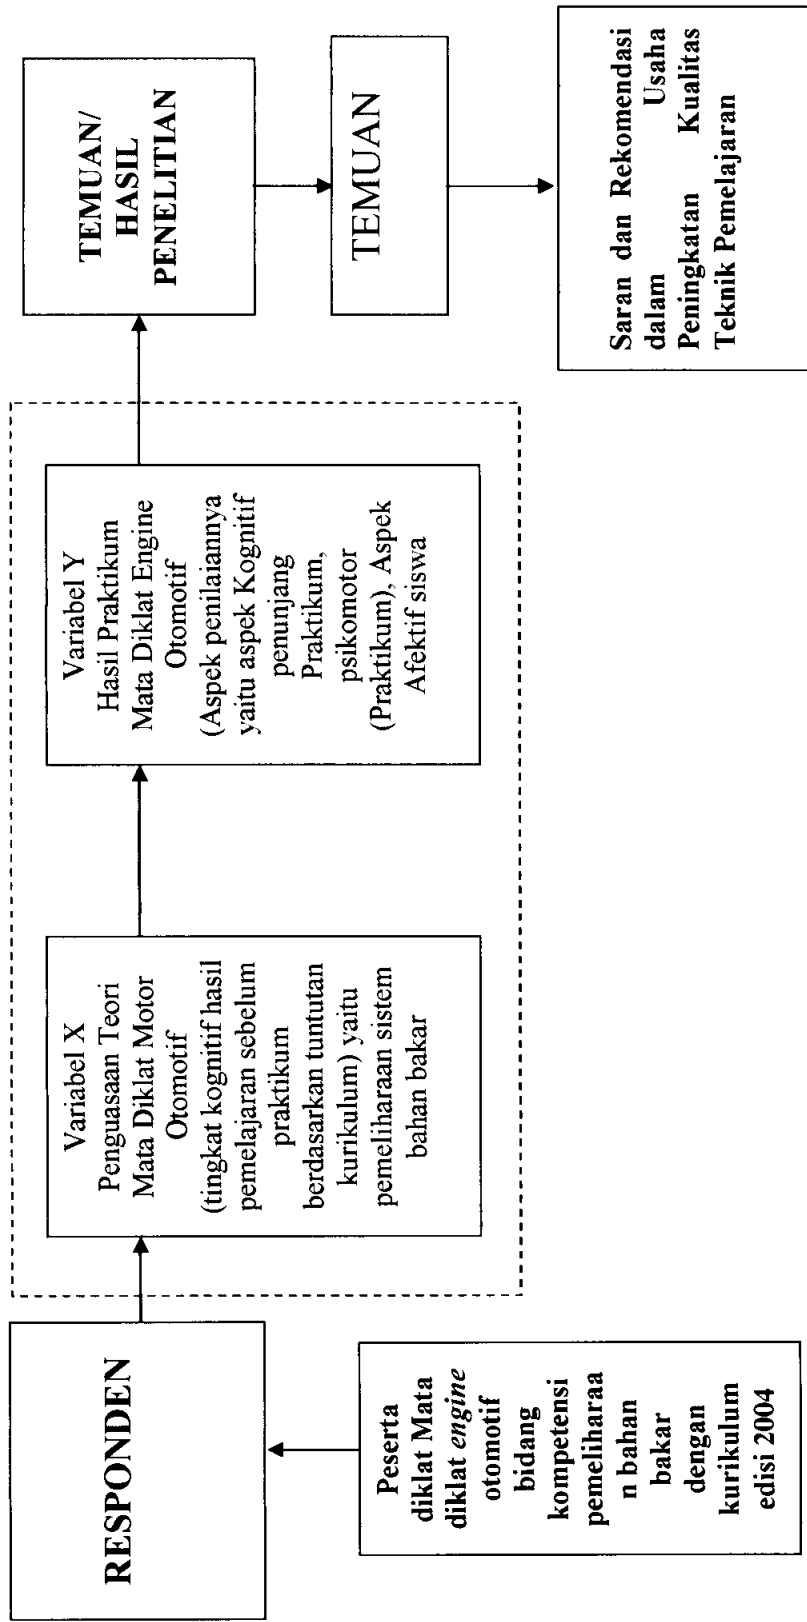 RESPONDEN
Peserta
diklat Mata
diklat engine
otomotif
bidang
kompetensi
pemeliharaa
n bahan
bakar
dengan
kurikulum
edisi 2004
Variabel X
Penguasaan Teori
Mata Diklat Motor
Otomotif
(tingkat kognitif hasil
pemelajaran sebelum
praktikum
berdasarkan tuntutan
kurikulum) yaitu
pemeliharaan sistem
bahan bakar
Variabel Y
Hasil Praktikum
Mata Diklat Engine
Otomotif
(Aspek penilaiannya
yaitu aspek Kognitif
penunjang
Praktikum,
psikomotor
(Praktikum), Aspek
Afektif siswa
TEMUAN/
HASIL
PENELITIAN
TEMUAN
Saran dan Rekomendasi
dalam Usaha
Peningkatan Kualitas
Teknik Pemelajaran